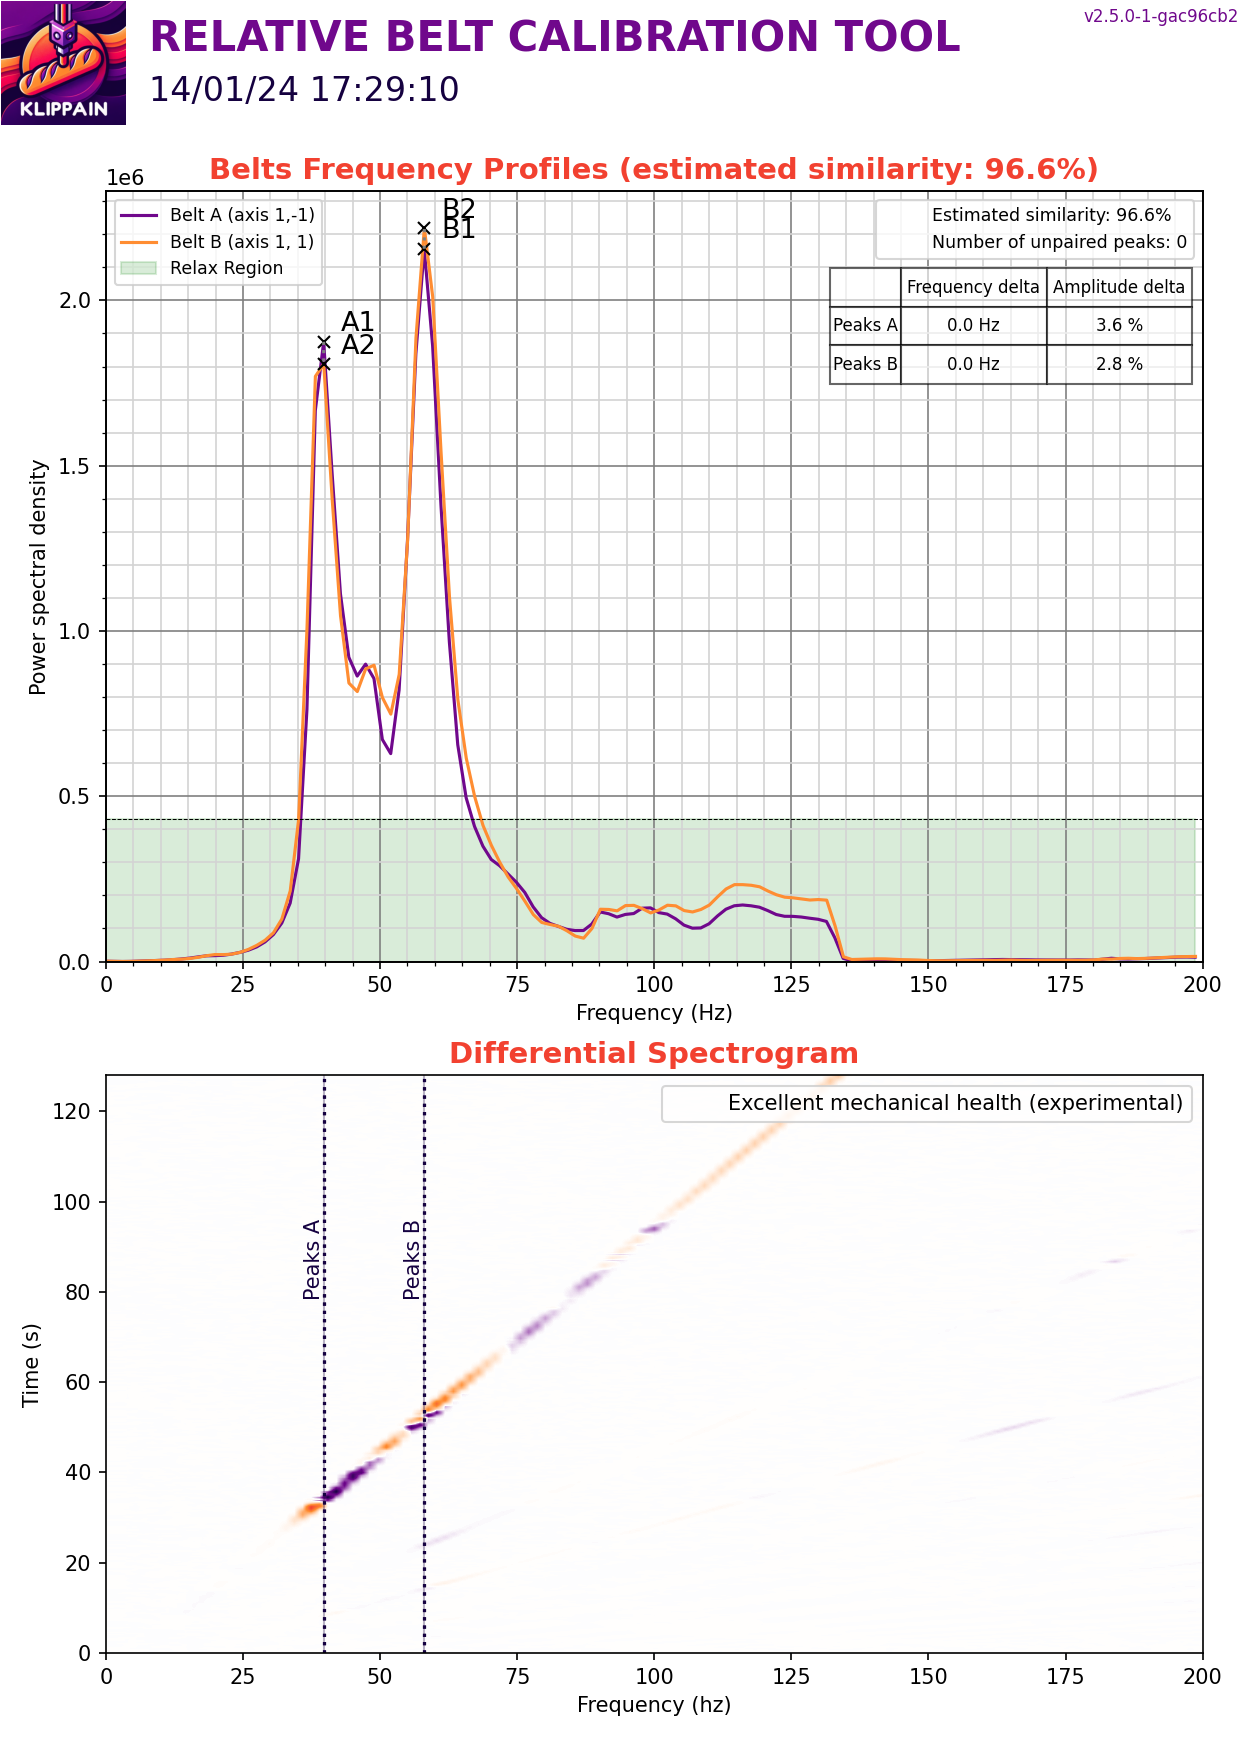 KLIPPAIN
RELATIVE BELT CALIBRATION TOOL
v2.5.0-1-gac96cb2
14/01/24 17:29:10
Belts Frequency Profiles (estimated similarity: 96.6%)
1e6
Belt A (axis 1,-1)
Belt B (axis 1, 1)
Relax Region
B2
B1
A1
A2
Estimated similarity: 96.6%
Number of unpaired peaks: 0
Frequency delta Amplitude delta
Peaks A 0.0 Hz 3.6 %
Peaks B 0.0 Hz 2.8 %
Power spectral density
2.0
1.5
1.0
0.5
0.0
0 25 50 75 100 125 150 175 200
Frequency (Hz)
Differential Spectrogram
Excellent mechanical health (experimental)
Peaks A
Peaks B
Time (s)
120
100
80
60
40
20
0
0 25 50 75 100 125 150 175 200
Frequency (hz)